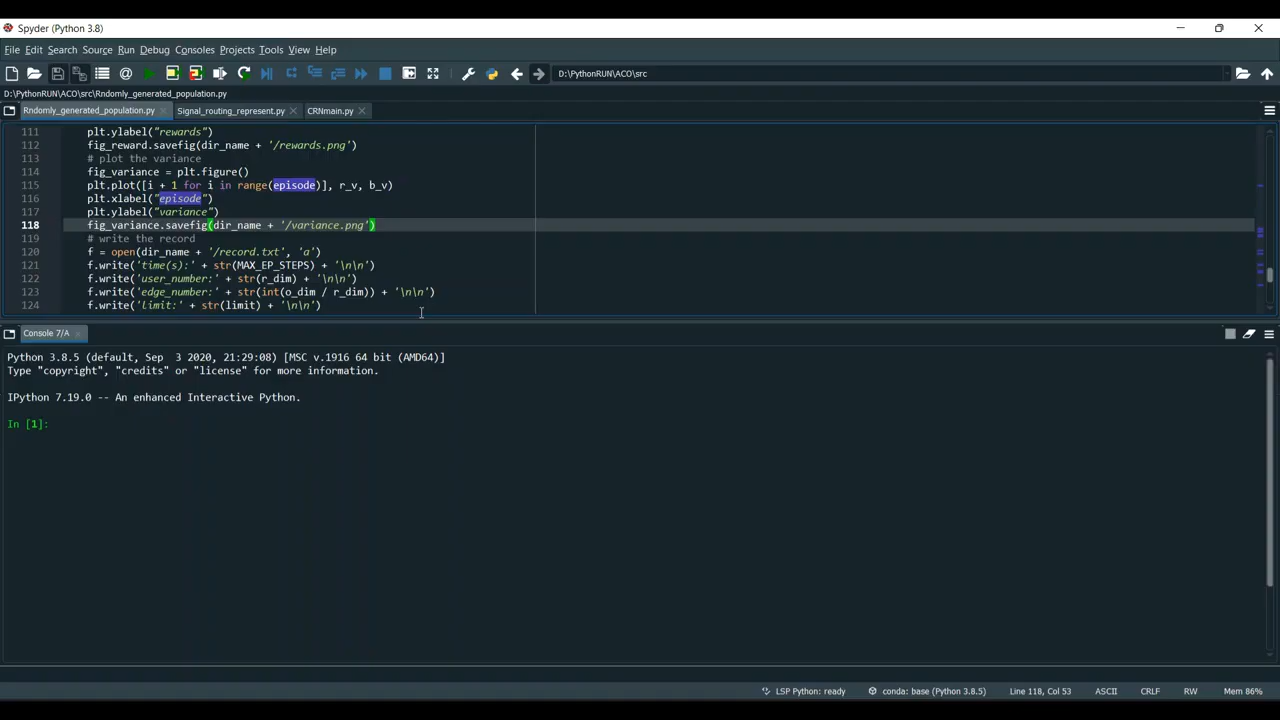 Spyder (Python 3.8)
File Edit Search Source Run Debug Consoles Projects Tools View Help
D:\PythonRUN\ACO\src
D:\PythonRUN\ACO\src\Rndomly_generated_population.py
Rndomly_generated_population.py Signal_routing_represent.py CRNmain.py
111 plt.ylabel("rewards")
112 fig_reward.savefig(dir_name + '/rewards.png')
113 # plot the variance
114 fig_variance = plt.figure()
115 plt.plot([i + 1 for i in range(episode)], r_v, b_v)
116 plt.xlabel("episode")
117 plt.ylabel("variance")
118 fig_variance.savefig(dir_name + '/variance.png')
119 # write the record
120 f = open(dir_name + '/record.txt', 'a')
121 f.write('time(s):' + str(MAX_EP_STEPS) + '\n\n')
122 f.write('user_number:' + str(r_dim) + '\n\n')
123 f.write('edge_number:' + str(int(o_dim / r_dim)) + '\n\n')
124 f.write('limit:' + str(limit) + '\n\n')
Console 7/A
Python 3.8.5 (default, Sep  3 2020, 21:29:08) [MSC v.1916 64 bit (AMD64)]
Type "copyright", "credits" or "license" for more information.
IPython 7.19.0 -- An enhanced Interactive Python.
In [1]:
LSP Python: ready conda: base (Python 3.8.5) Line 118, Col 53 ASCII CRLF RW Mem 86%